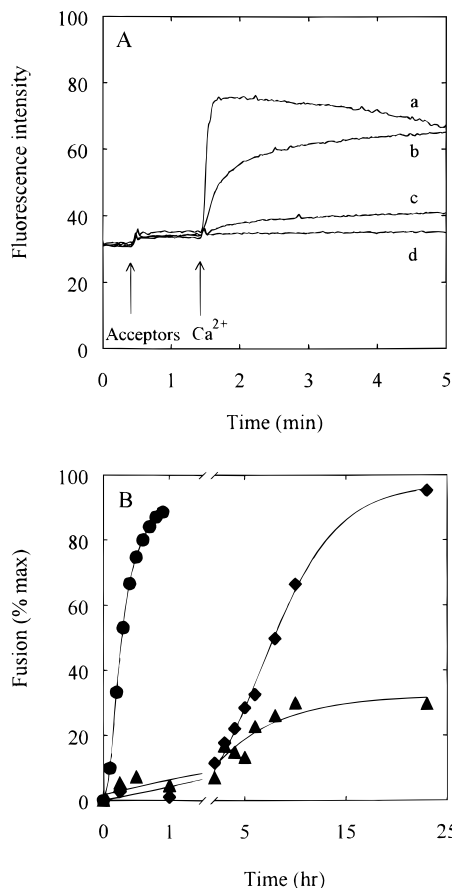 A
Fluorescence intensity
100
80
60
40
20
0
a
b
c
d
Acceptors Ca²⁺
0 1 2 3 4 5
Time (min)
B
Fusion (% max)
100
80
60
40
20
0
0 1 5 15 25
Time (hr)